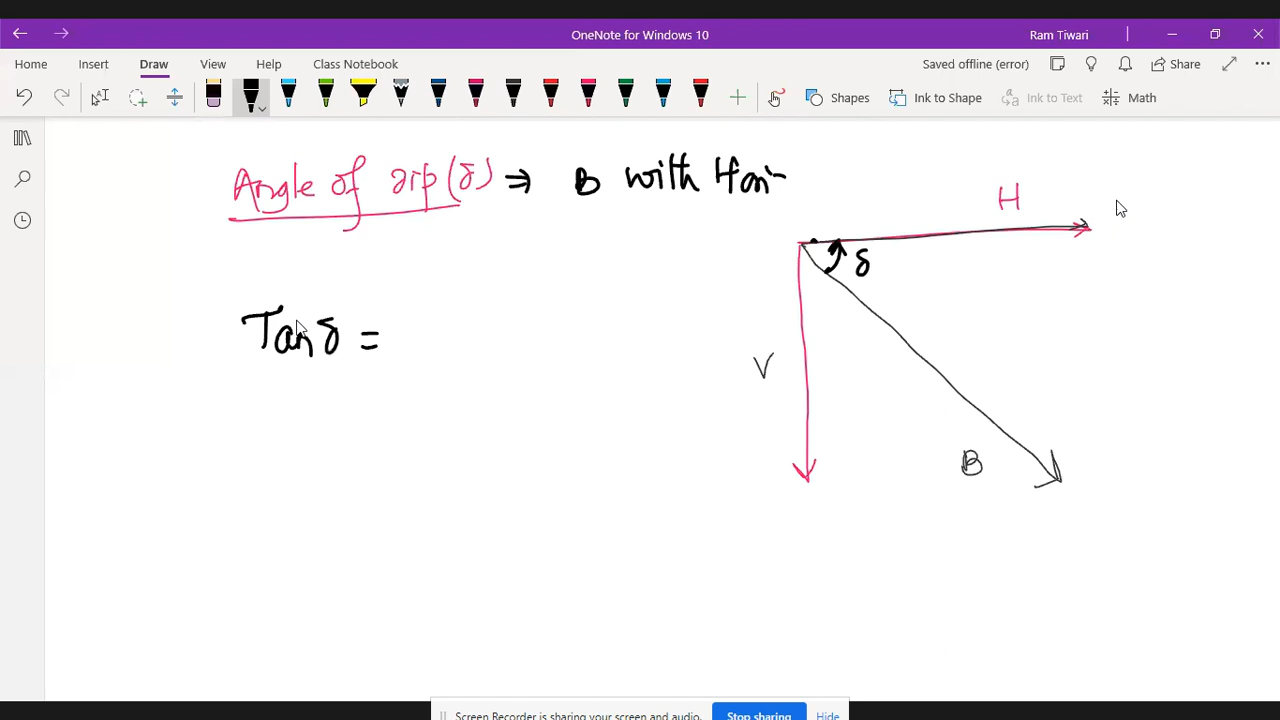 OneNote for Windows 10
Ram Tiwari
Home Insert Draw View Help Class Notebook
Saved offline (error)
Share
Shapes
Ink to Shape
Ink to Text
Math
Angle of dip (δ) ⇒ B with Hori-
H
δ
Tan δ =
V
B
Screen Recorder is sharing your screen and audio.
Stop sharing
Hide